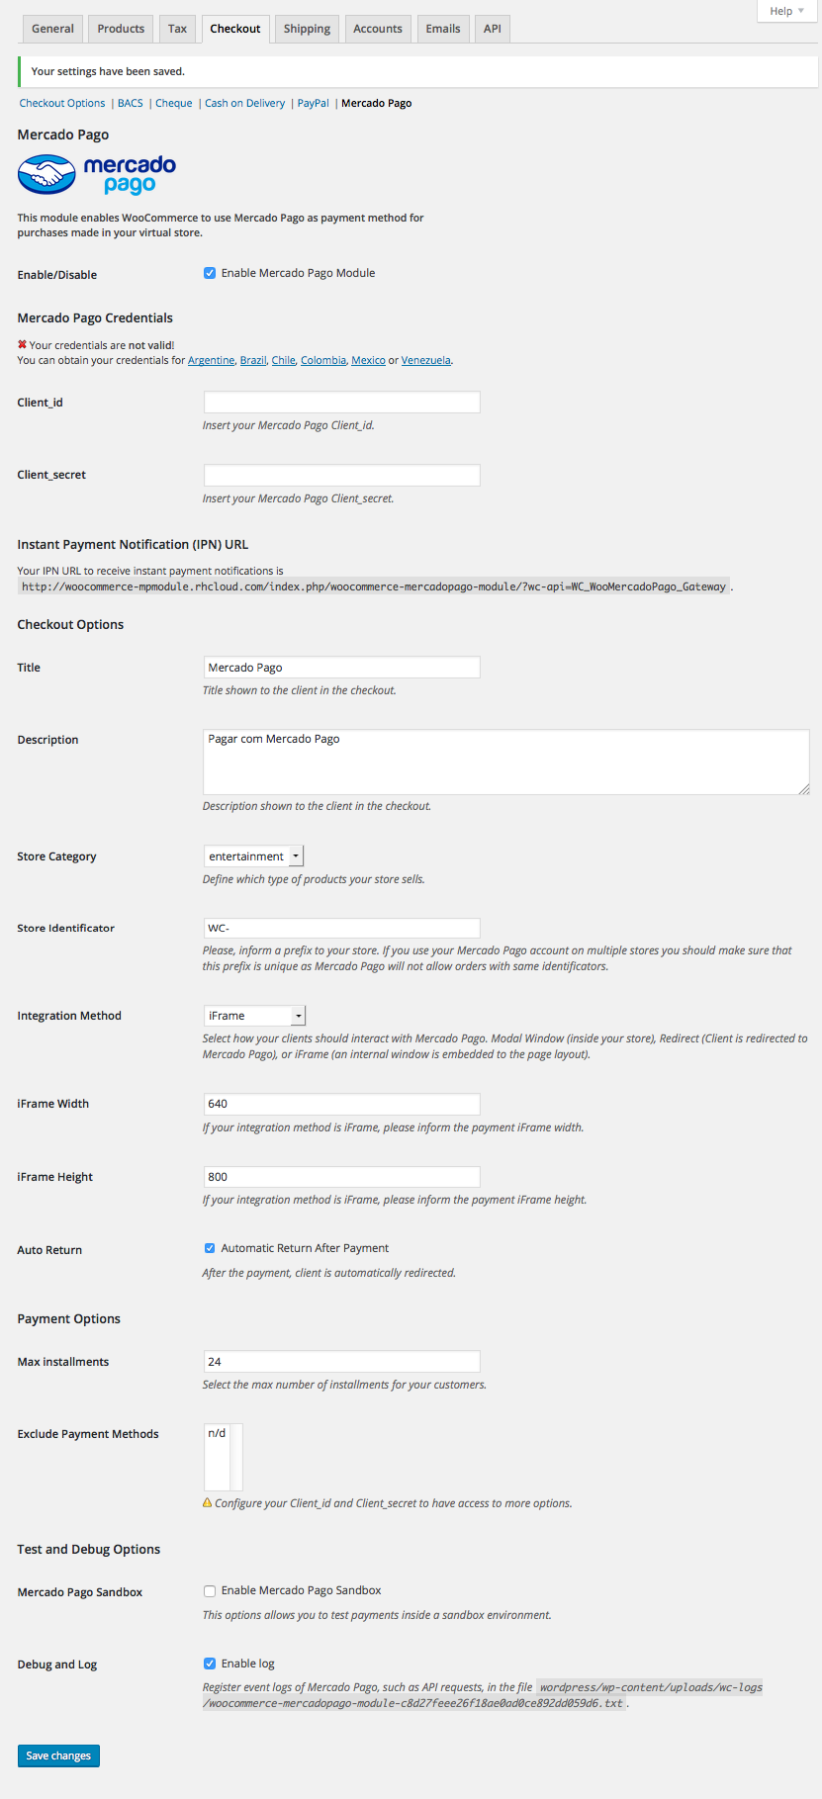 Help
General Products Tax Checkout Shipping Accounts Emails API
Your settings have been saved.
Checkout Options | BACS | Cheque | Cash on Delivery | PayPal | Mercado Pago
Mercado Pago
mercado
pago
This module enables WooCommerce to use Mercado Pago as payment method for
purchases made in your virtual store.
Enable/Disable Enable Mercado Pago Module
Mercado Pago Credentials
Your credentials are not valid!
You can obtain your credentials for Argentine, Brazil, Chile, Colombia, Mexico or Venezuela.
Client_id
Insert your Mercado Pago Client_id.
Client_secret
Insert your Mercado Pago Client_secret.
Instant Payment Notification (IPN) URL
Your IPN URL to receive instant payment notifications is
http://woocommerce-mpmodule.rhcloud.com/index.php/woocommerce-mercadopago-module/?wc-api=WC_WooMercadoPago_Gateway .
Checkout Options
Title Mercado Pago
Title shown to the client in the checkout.
Description Pagar com Mercado Pago
Description shown to the client in the checkout.
Store Category entertainment
Define which type of products your store sells.
Store Identificator WC-
Please, inform a prefix to your store. If you use your Mercado Pago account on multiple stores you should make sure that
this prefix is unique as Mercado Pago will not allow orders with same identificators.
Integration Method iFrame
Select how your clients should interact with Mercado Pago. Modal Window (inside your store), Redirect (Client is redirected to
Mercado Pago), or iFrame (an internal window is embedded to the page layout).
iFrame Width 640
If your integration method is iFrame, please inform the payment iFrame width.
iFrame Height 800
If your integration method is iFrame, please inform the payment iFrame height.
Auto Return Automatic Return After Payment
After the payment, client is automatically redirected.
Payment Options
Max installments 24
Select the max number of installments for your customers.
Exclude Payment Methods n/d
Configure your Client_id and Client_secret to have access to more options.
Test and Debug Options
Mercado Pago Sandbox Enable Mercado Pago Sandbox
This options allows you to test payments inside a sandbox environment.
Debug and Log Enable log
Register event logs of Mercado Pago, such as API requests, in the file wordpress/wp-content/uploads/wc-logs
/woocommerce-mercadopago-module-c8d27feee26f18ae0ad0ce892dd059d6.txt .
Save changes